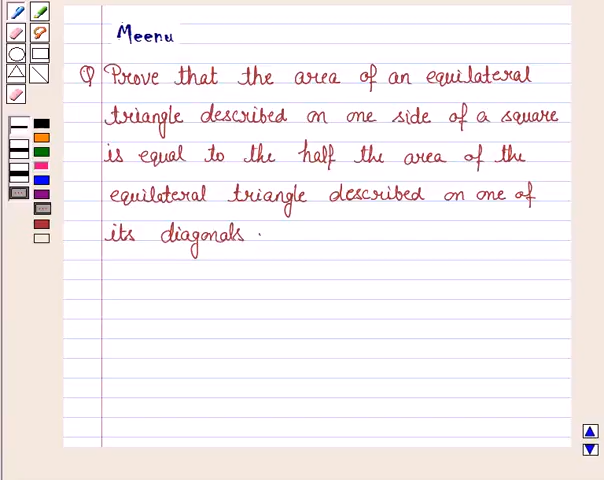 Meenu
Q Prove that the area of an equilateral
triangle described on one side of a square
is equal to the half the area of the
equilateral triangle described on one of
its diagonals.